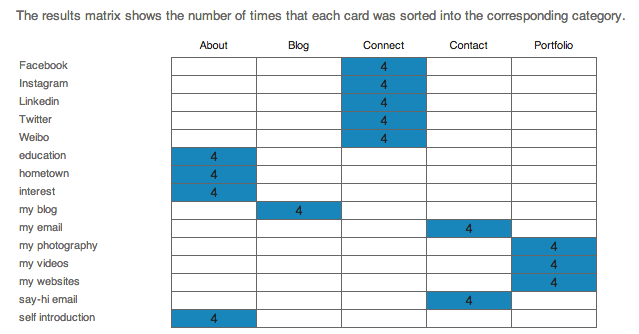 The results matrix shows the number of times that each card was sorted into the corresponding category.
About Blog Connect Contact Portfolio
Facebook 4
Instagram 4
Linkedin 4
Twitter 4
Weibo 4
education 4
hometown 4
interest 4
my blog 4
my email 4
my photography 4
my videos 4
my websites 4
say-hi email 4
self introduction 4